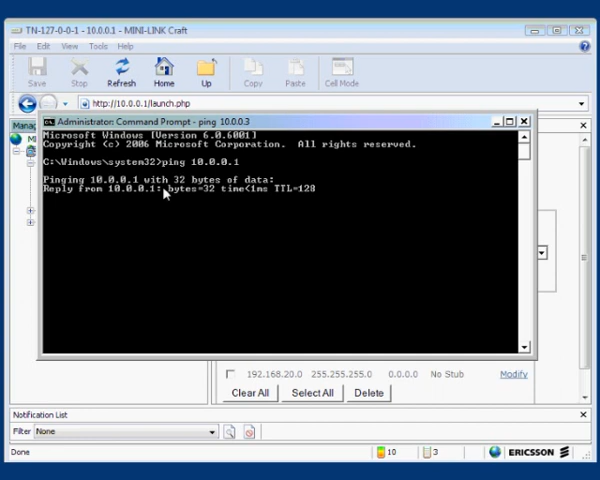 TN-127-0-0-1 - 10.0.0.1 - MINI-LINK Craft
File Edit View Tools Help
Save Stop Refresh Home Up Copy Paste Cell Mode
http://10.0.0.1/launch.php
Administrator: Command Prompt - ping 10.0.0.3
Microsoft Windows [Version 6.0.6001]
Copyright (c) 2006 Microsoft Corporation.  All rights reserved.
C:\Windows\system32>ping 10.0.0.1
Pinging 10.0.0.1 with 32 bytes of data:
Reply from 10.0.0.1: bytes=32 time<1ms TTL=128
192.168.20.0 255.255.255.0 0.0.0.0 No Stub Modify
Clear All Select All Delete
Notification List
Filter None
Done 10 3 ERICSSON